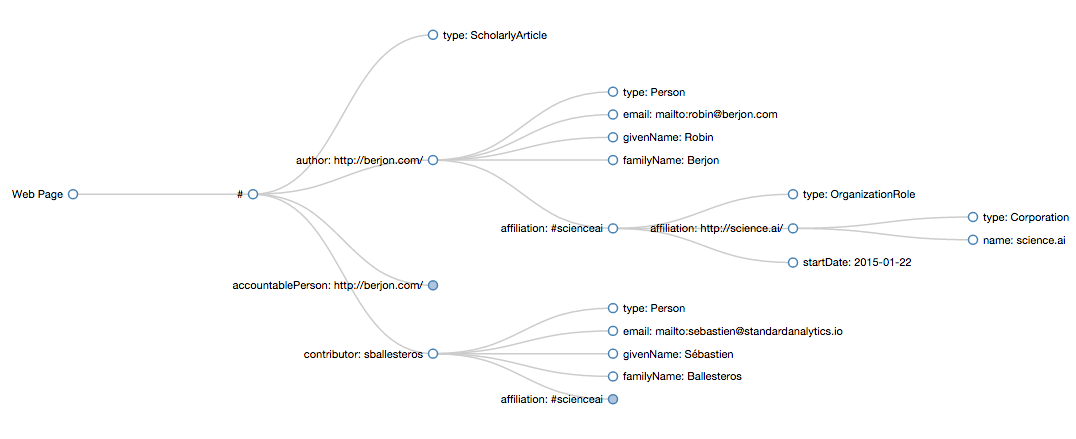 type: ScholarlyArticle
type: Person
email: mailto:robin@berjon.com
givenName: Robin
author: http://berjon.com/
familyName: Berjon
Web Page
#
type: OrganizationRole
type: Corporation
affiliation: #scienceai
affiliation: http://science.ai/
name: science.ai
startDate: 2015-01-22
accountablePerson: http://berjon.com/
type: Person
email: mailto:sebastien@standardanalytics.io
contributor: sballesteros
givenName: Sébastien
familyName: Ballesteros
affiliation: #scienceai